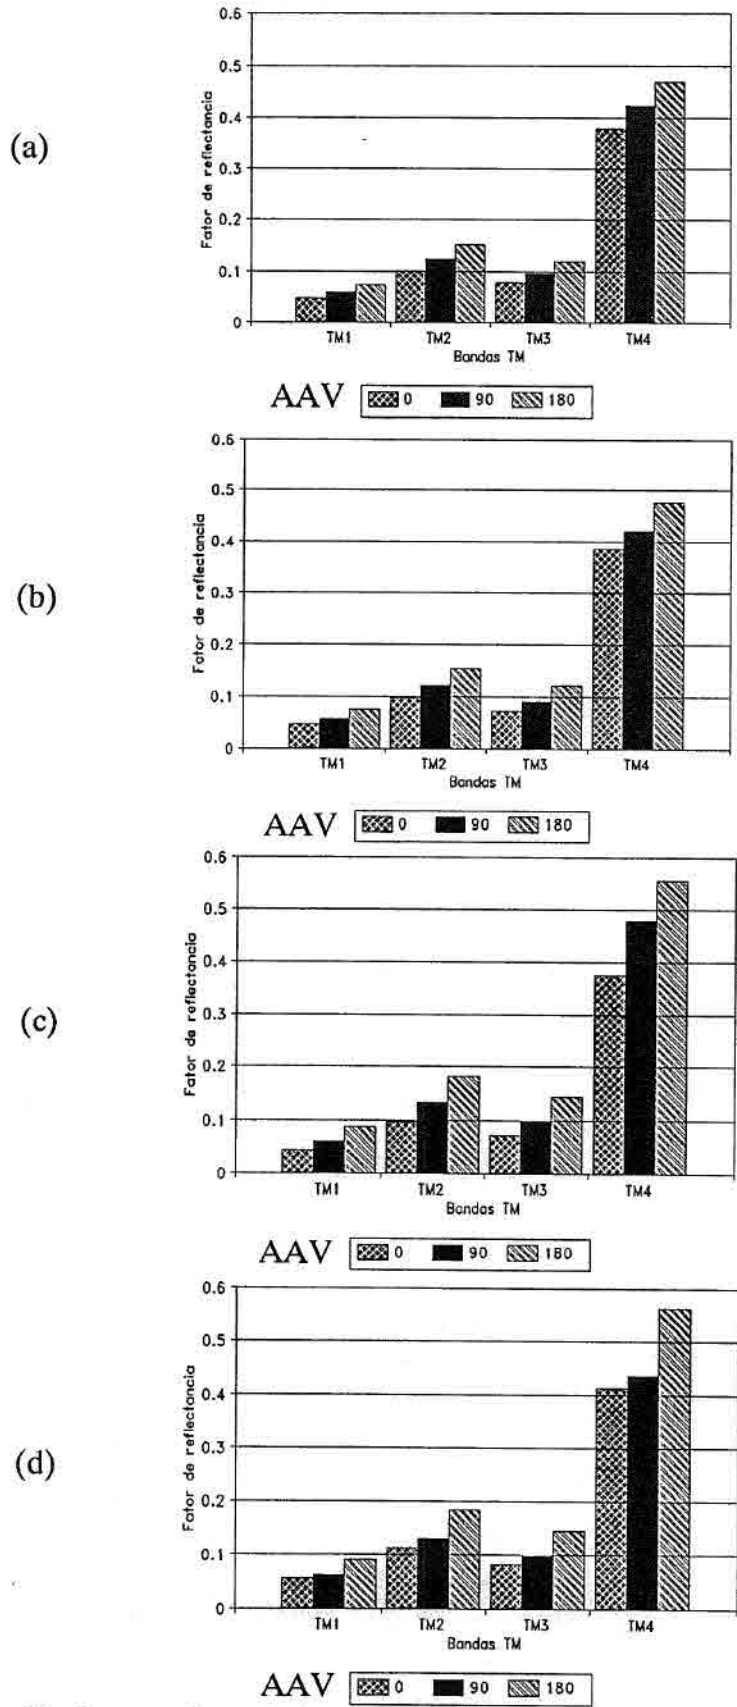 (a)
Fator de reflectancia
0.6
0.5
0.4
0.3
0.2
0.1
0
TM1 TM2 TM3 TM4
Bandas TM
AAV 0 90 180
(b)
Fator de reflectancia
0.6
0.5
0.4
0.3
0.2
0.1
0
TM1 TM2 TM3 TM4
Bandas TM
AAV 0 90 180
(c)
Fator de reflectancia
0.6
0.5
0.4
0.3
0.2
0.1
0
TM1 TM2 TM3 TM4
Bandas TM
AAV 0 90 180
(d)
Fator de reflectancia
0.6
0.5
0.4
0.3
0.2
0.1
0
TM1 TM2 TM3 TM4
Bandas TM
AAV 0 90 180